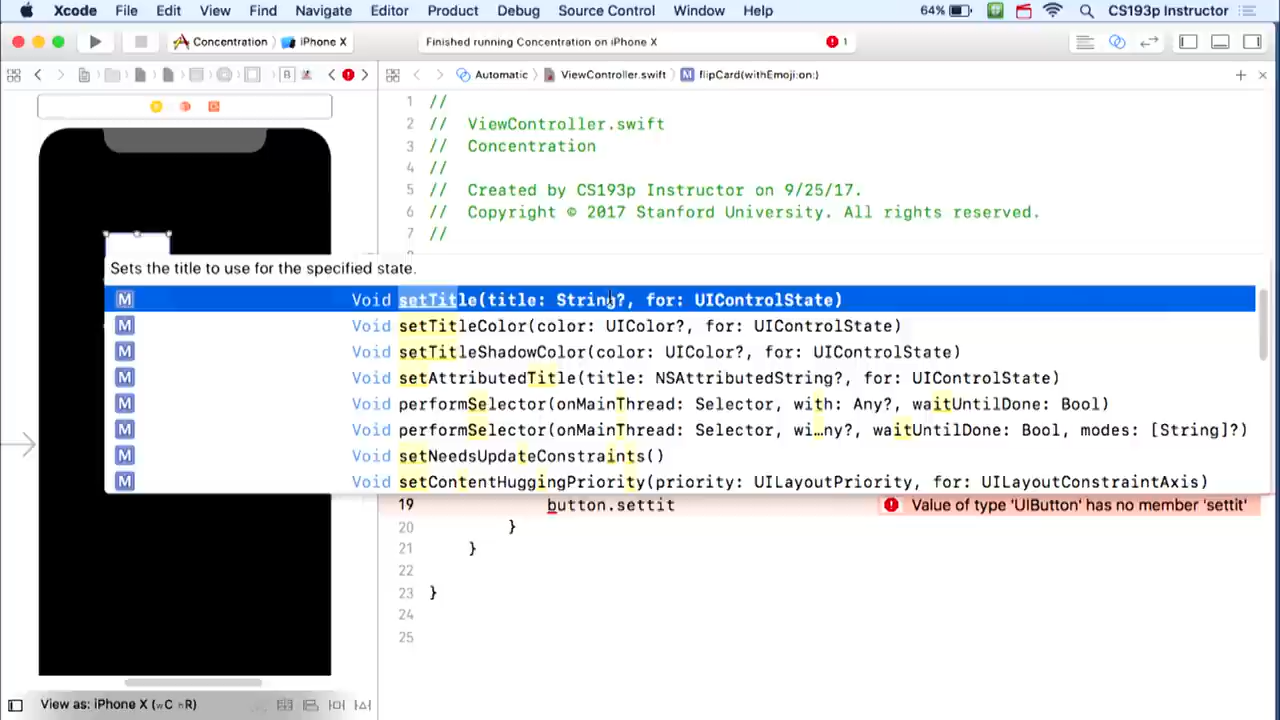 Xcode File Edit View Find Navigate Editor Product Debug Source Control Window Help 64% CS193p Instructor
Concentration iPhone X Finished running Concentration on iPhone X 1
B Automatic ViewController.swift M flipCard(withEmoji:on:)
1 //
2 // ViewController.swift
3 // Concentration
4 //
5 // Created by CS193p Instructor on 9/25/17.
6 // Copyright © 2017 Stanford University. All rights reserved.
7 //
Sets the title to use for the specified state.
M Void setTitle(title: String?, for: UIControlState)
M Void setTitleColor(color: UIColor?, for: UIControlState)
M Void setTitleShadowColor(color: UIColor?, for: UIControlState)
M Void setAttributedTitle(title: NSAttributedString?, for: UIControlState)
M Void performSelector(onMainThread: Selector, with: Any?, waitUntilDone: Bool)
M Void performSelector(onMainThread: Selector, wi…ny?, waitUntilDone: Bool, modes: [String]?)
M Void setNeedsUpdateConstraints()
M Void setContentHuggingPriority(priority: UILayoutPriority, for: UILayoutConstraintAxis)
19 button.settit Value of type 'UIButton' has no member 'settit'
20 }
21 }
22
23 }
24
25
View as: iPhone X (wC hR)